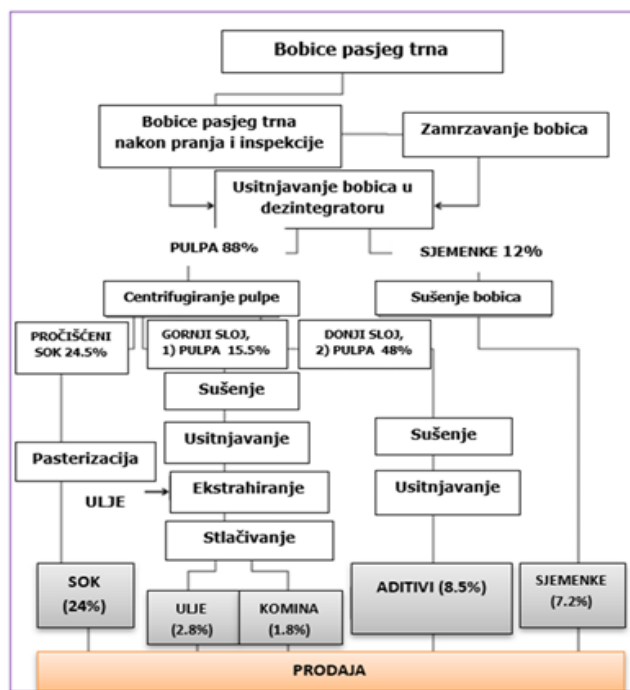 Bobice pasjeg trna
Bobice pasjeg trna
nakon pranja i inspekcije
Zamrzavanje bobica
Usitnjavanje bobica u
dezintegratoru
PULPA 88%
SJEMENKE 12%
Centrifugiranje pulpe
Sušenje bobica
PROČIŠĆENI
SOK 24.5%
GORNJI SLOJ,
1) PULPA 15.5%
DONJI SLOJ,
2) PULPA 48%
Sušenje
Usitnjavanje
Sušenje
Pasterizacija
ULJE
Ekstrahiranje
Usitnjavanje
Stlačivanje
SOK
(24%)
ULJE
(2.8%)
KOMINA
(1.8%)
ADITIVI (8.5%)
SJEMENKE
(7.2%)
PRODAJA